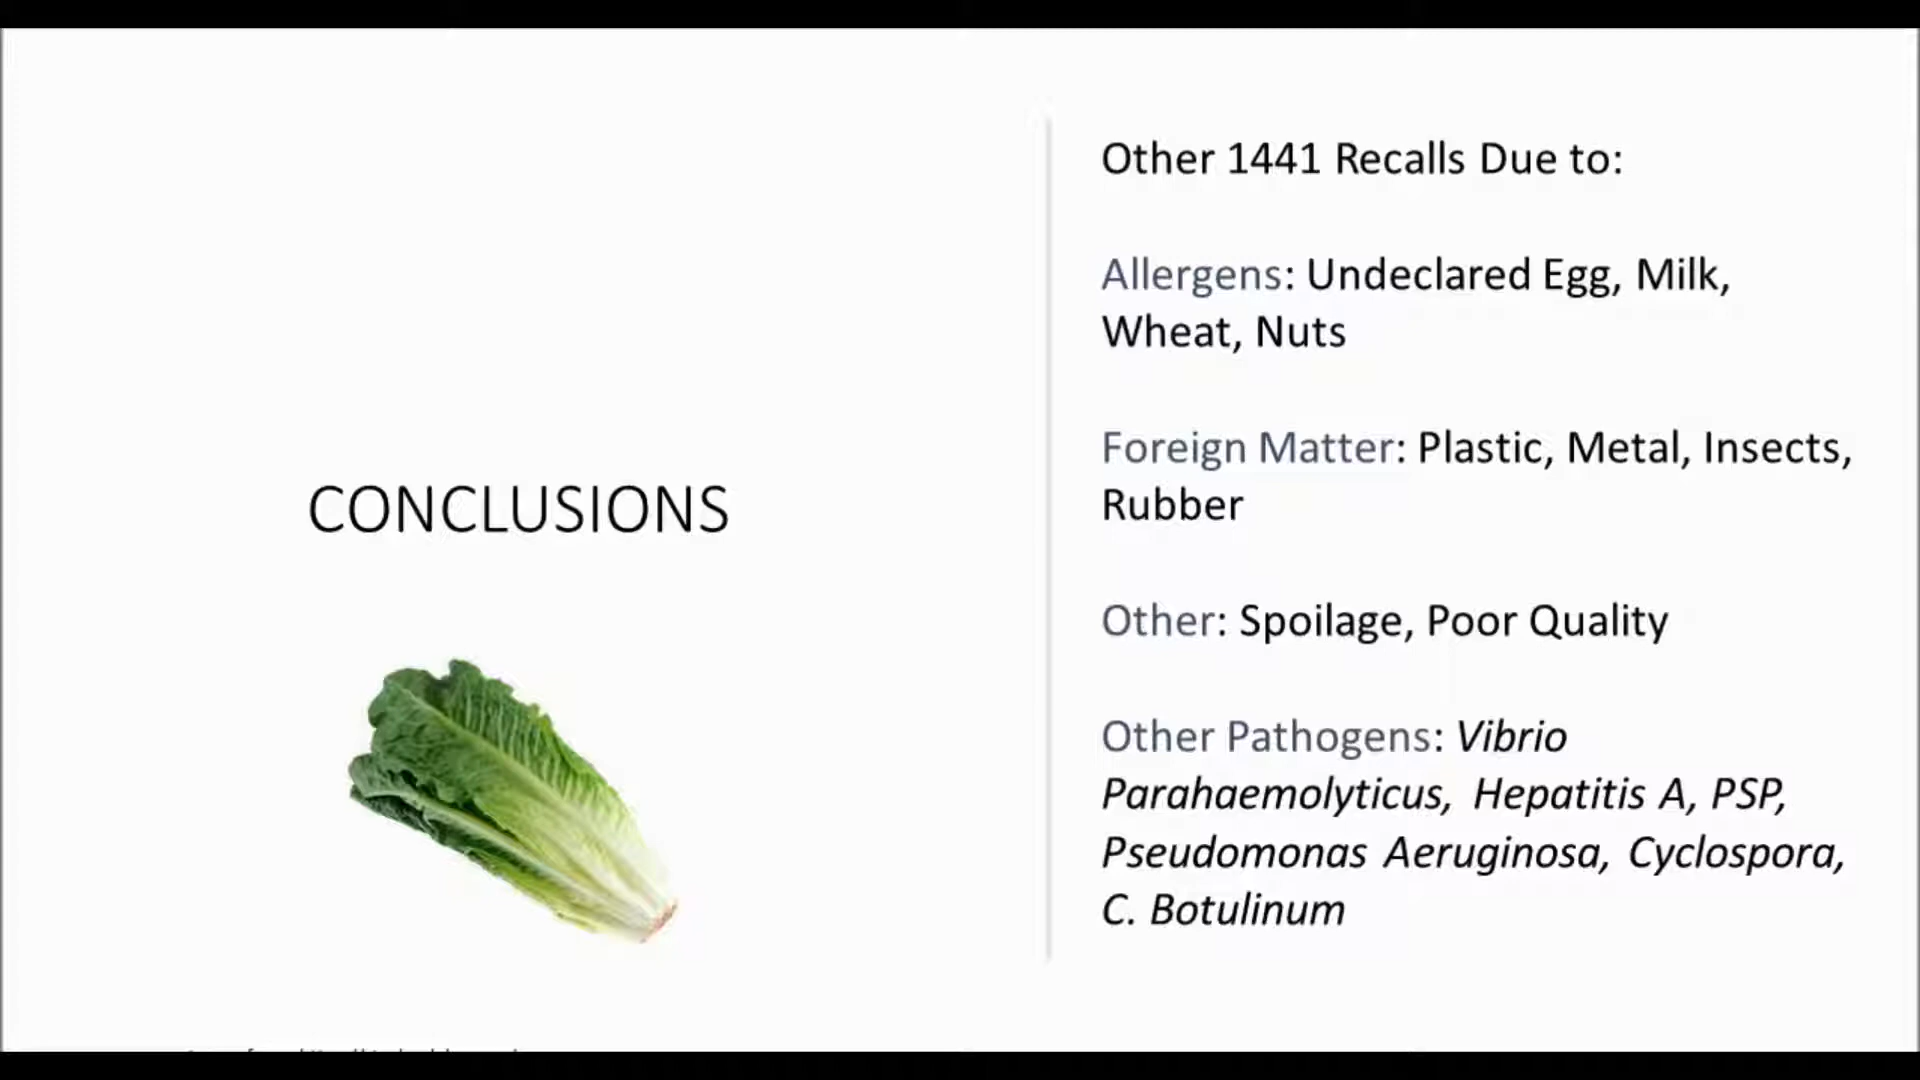 CONCLUSIONS
Other 1441 Recalls Due to:
Allergens: Undeclared Egg, Milk,
Wheat, Nuts
Foreign Matter: Plastic, Metal, Insects,
Rubber
Other: Spoilage, Poor Quality
Other Pathogens: Vibrio
Parahaemolyticus, Hepatitis A, PSP,
Pseudomonas Aeruginosa, Cyclospora,
C. Botulinum